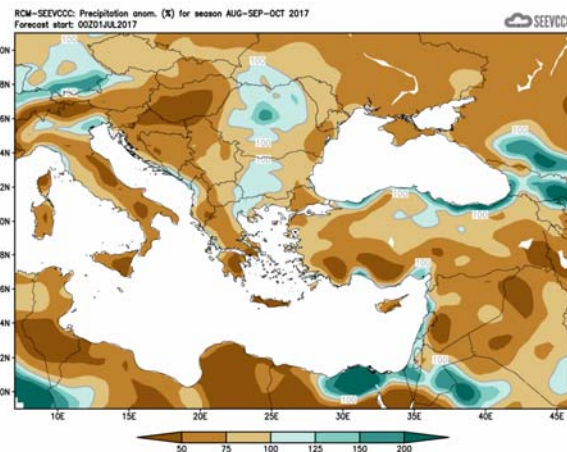 RCM-SEEVCCC: Precipitation anom. (%) for season AUG-SEP-OCT 2017
Forecast start: 00Z01JUL2017
SEEVCCC
0N
100
100
8N
100
6N
100
100
4N
100
2N
100
100
0N
8N
100
6N
4N
2N
100
0N
100
10E
15E
20E
25E
30E
35E
40E
45E
50
75
100
125
150
200